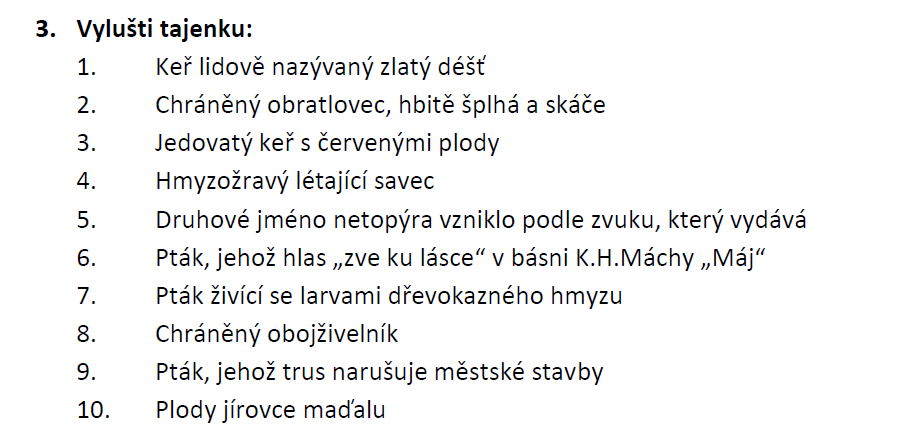 3. Vylušti tajenku:
1. Keř lidově nazývaný zlatý déšť
2. Chráněný obratlovec, hbitě šplhá a skáče
3. Jedovatý keř s červenými plody
4. Hmyzožravý létající savec
5. Druhové jméno netopýra vzniklo podle zvuku, který vydává
6. Pták, jehož hlas „zve ku lásce“ v básni K.H.Máchy „Máj“
7. Pták živící se larvami dřevokazného hmyzu
8. Chráněný obojživelník
9. Pták, jehož trus narušuje městské stavby
10. Plody jírovce maďalu